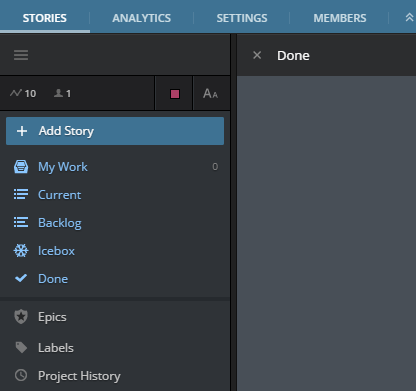 STORIES ANALYTICS SETTINGS MEMBERS
Done
10 1 AA
Add Story
My Work 0
Current
Backlog
Icebox
Done
Epics
Labels
Project History